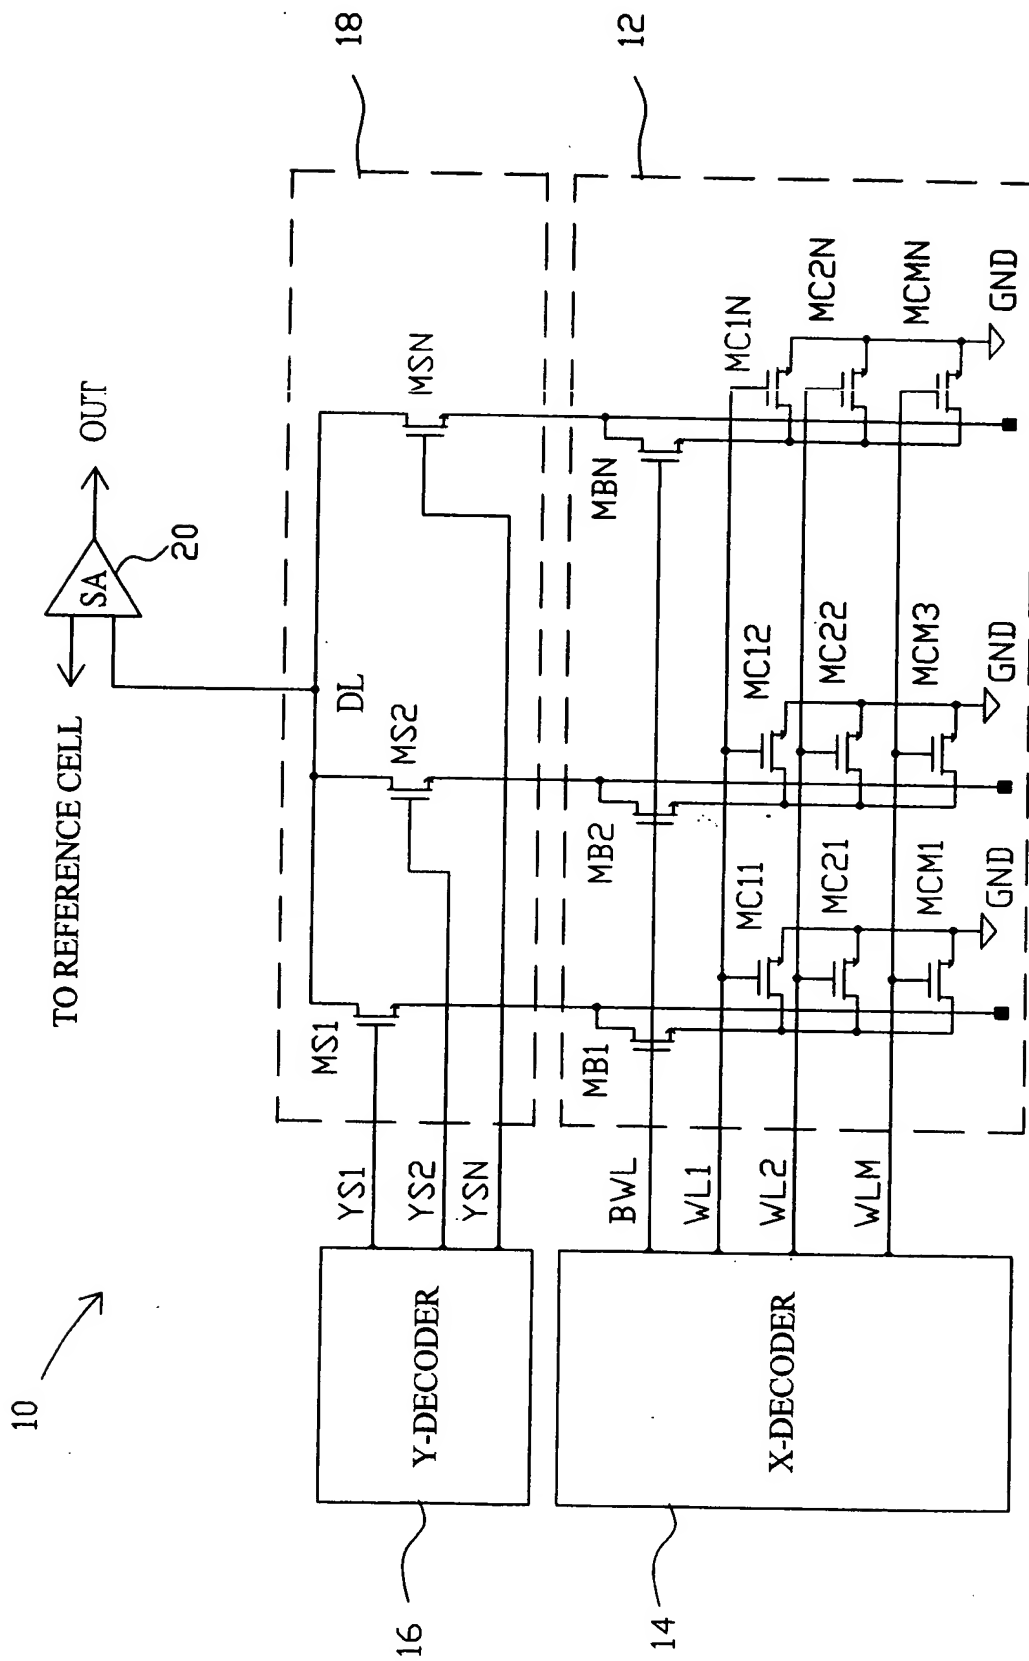 10
TO REFERENCE CELL
SA
20
OUT
18
12
16
Y-DECODER
YS1
YS2
YSN
MS1
MS2
DL
MSN
14
X-DECODER
BWL
WL1
WL2
WLM
MB1
MB2
MBN
MC11
MC12
MC1N
MC21
MC22
MC2N
MCM1
MCM3
MCMN
GND
GND
GND